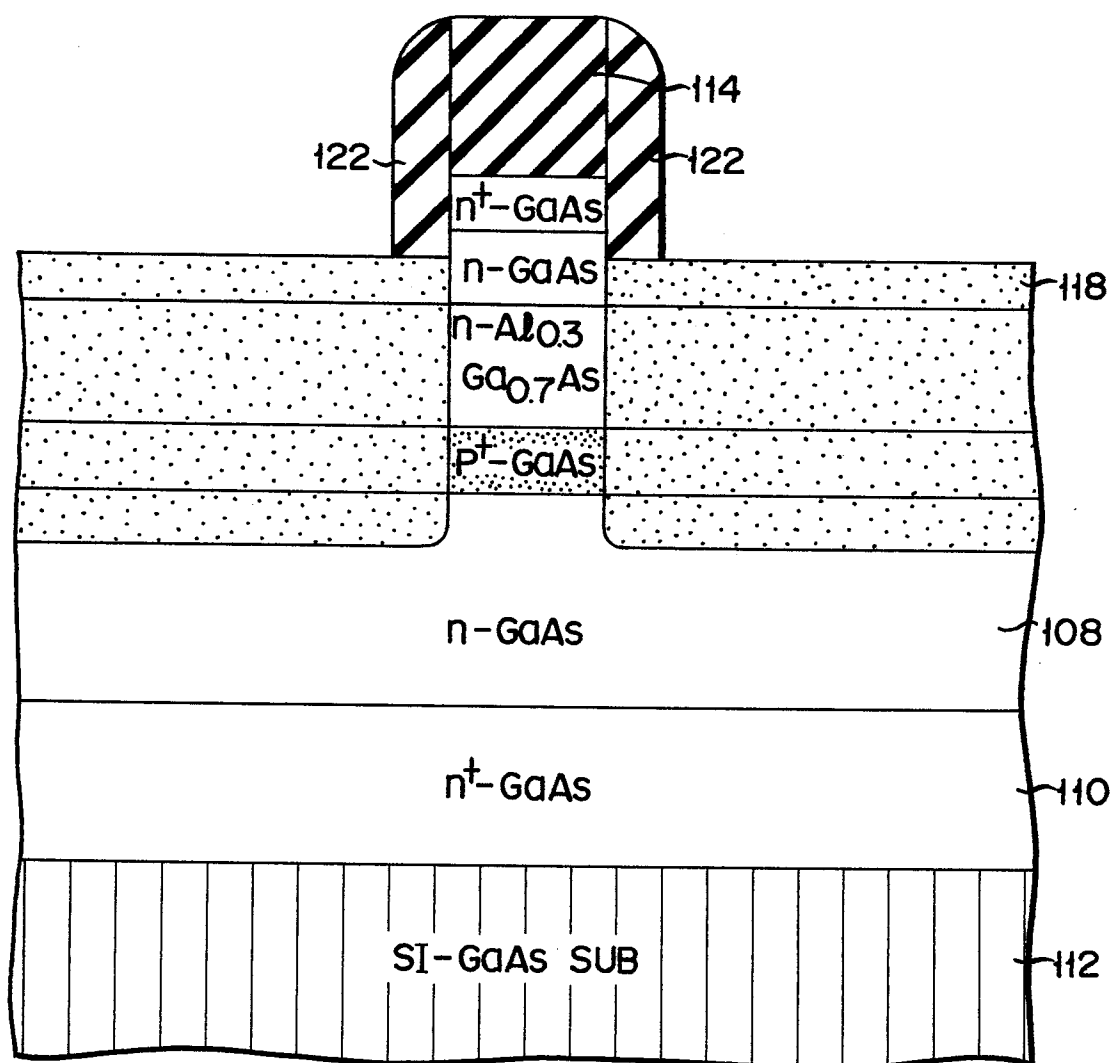 114
122
122
n+-GaAs
n-GaAs
118
n-Al0.3
Ga0.7As
P+-GaAs
n-GaAs
108
n+-GaAs
110
SI-GaAs SUB
112